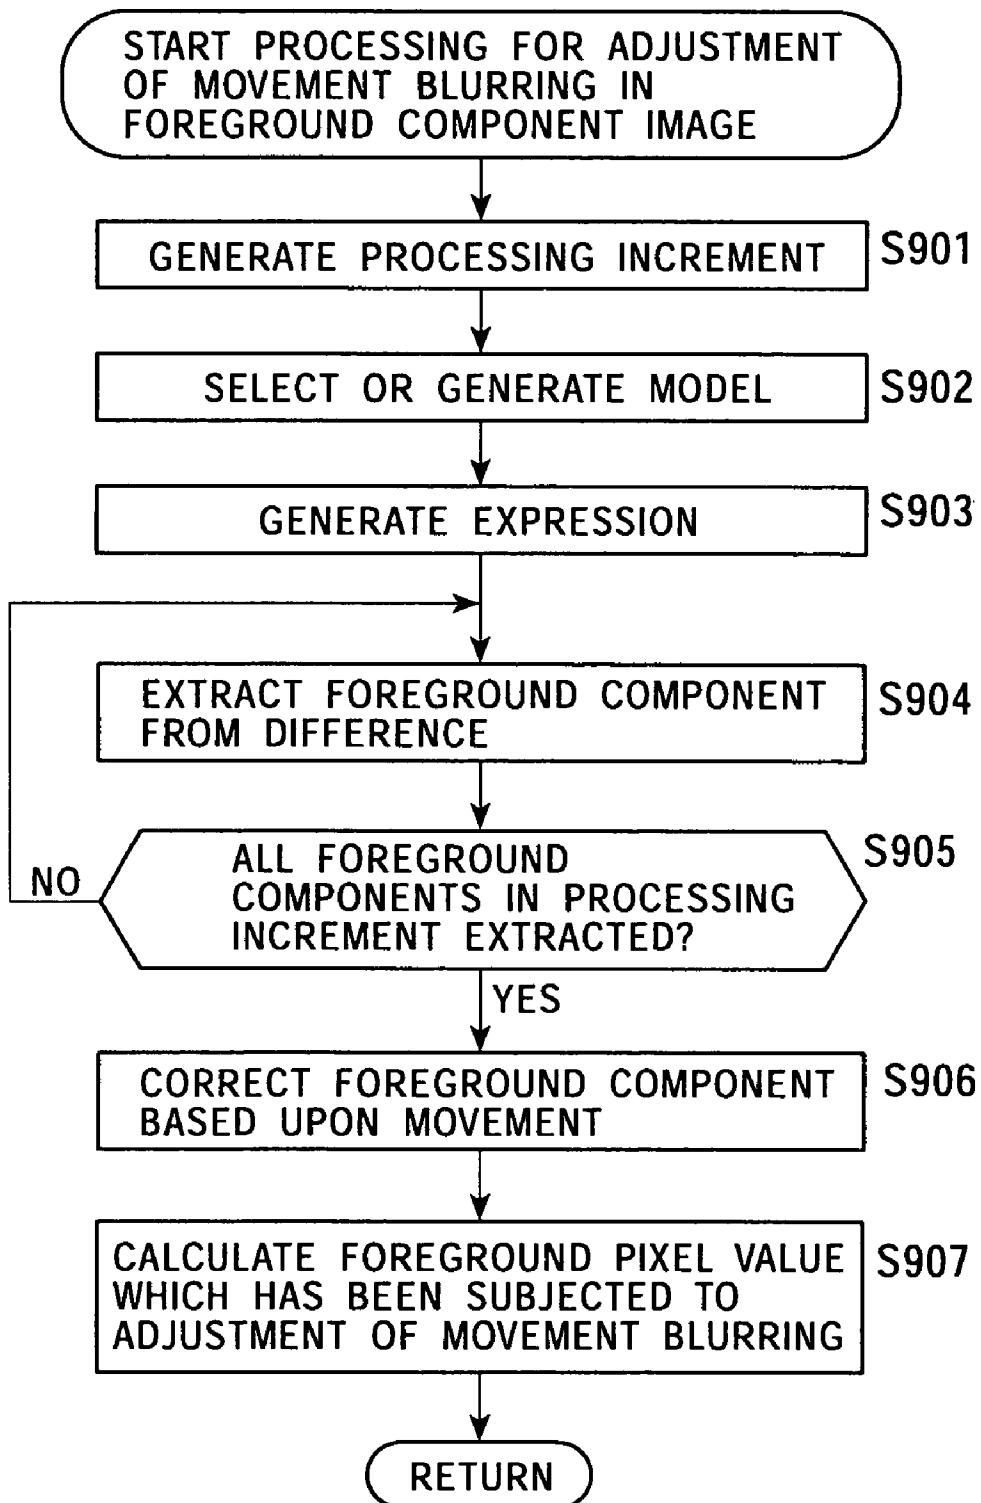 START PROCESSING FOR ADJUSTMENT
OF MOVEMENT BLURRING IN
FOREGROUND COMPONENT IMAGE
GENERATE PROCESSING INCREMENT
S901
SELECT OR GENERATE MODEL
S902
GENERATE EXPRESSION
S903
EXTRACT FOREGROUND COMPONENT
FROM DIFFERENCE
S904
ALL FOREGROUND
COMPONENTS IN PROCESSING
INCREMENT EXTRACTED?
S905
NO
YES
CORRECT FOREGROUND COMPONENT
BASED UPON MOVEMENT
S906
CALCULATE FOREGROUND PIXEL VALUE
WHICH HAS BEEN SUBJECTED TO
ADJUSTMENT OF MOVEMENT BLURRING
S907
RETURN